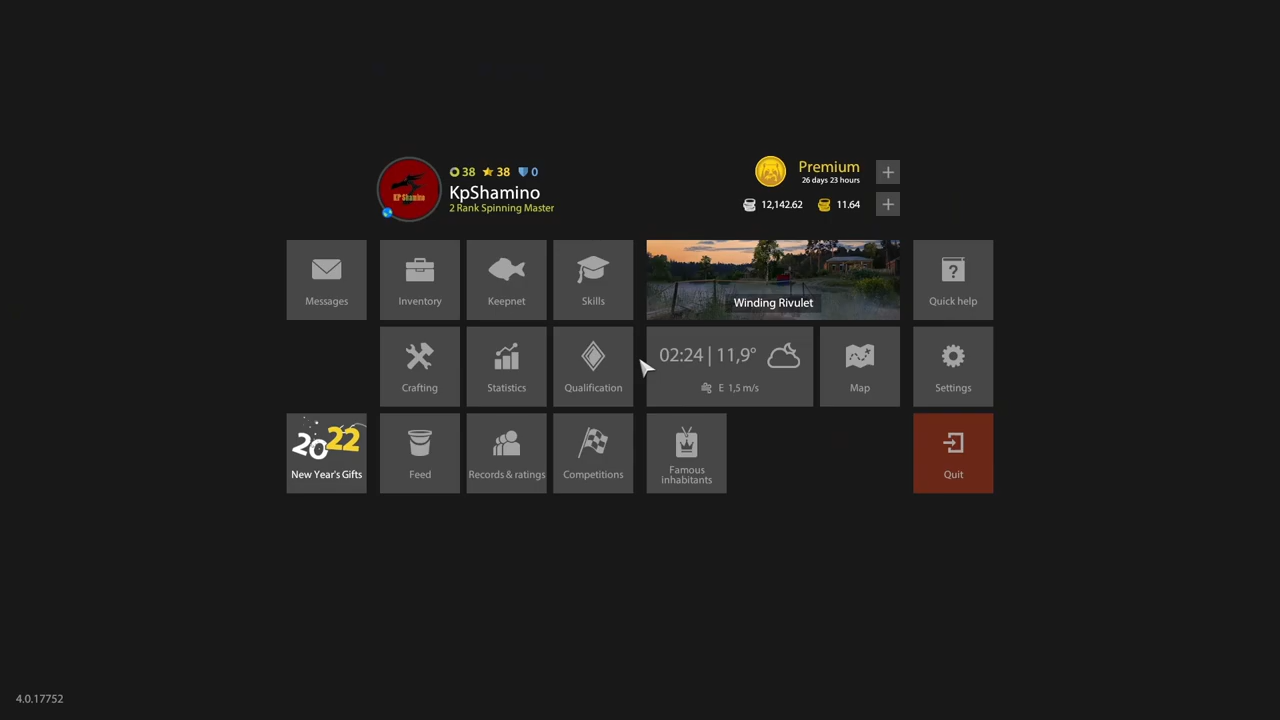 38 38 0
KpShamino
2 Rank Spinning Master
KP Shamino
Premium
26 days 23 hours
12,142.62 11.64
Messages
Inventory
Keepnet
Skills
Winding Rivulet
Quick help
Crafting
Statistics
Qualification
02:24 | 11,9°
E 1,5 m/s
Map
Settings
2022
New Year's Gifts
Feed
Records & ratings
Competitions
Famous
inhabitants
Quit
4.0.17752